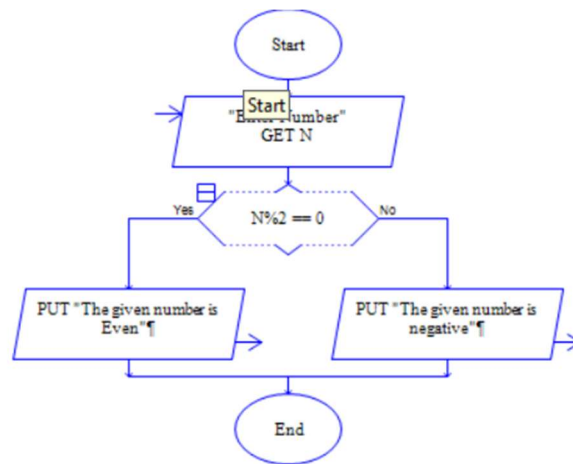 Start
Start
Number"
GET N
Yes
N%2 == 0
No
PUT "The given number is
Even"¶
PUT "The given number is
negative"¶
End